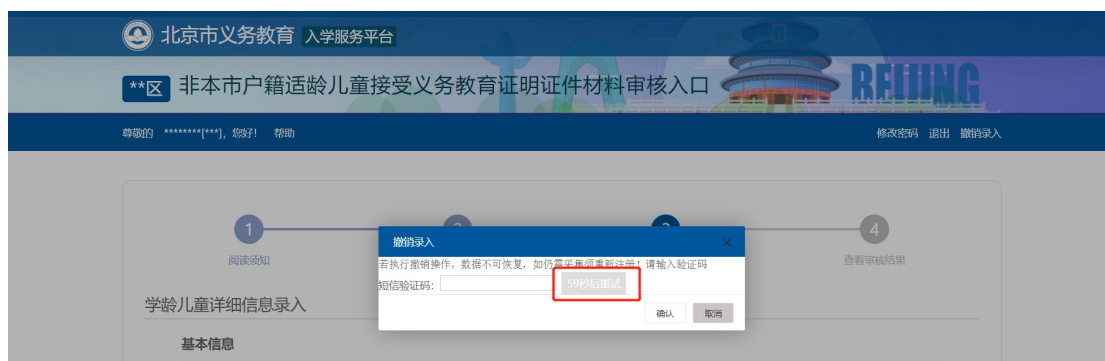 北京市义务教育 入学服务平台
**区 非本市户籍适龄儿童接受义务教育证明证件材料审核入口
BEIJING
尊敬的 ********[***], 您好! 帮助
修改密码 退出 撤销录入
1
4
阅读须知
查看审核结果
撤销录入
若执行撤销操作, 数据不可恢复, 如仍需采集须重新注册! 请输入验证码
短信验证码:
59秒后重试
确认 取消
学龄儿童详细信息录入
基本信息